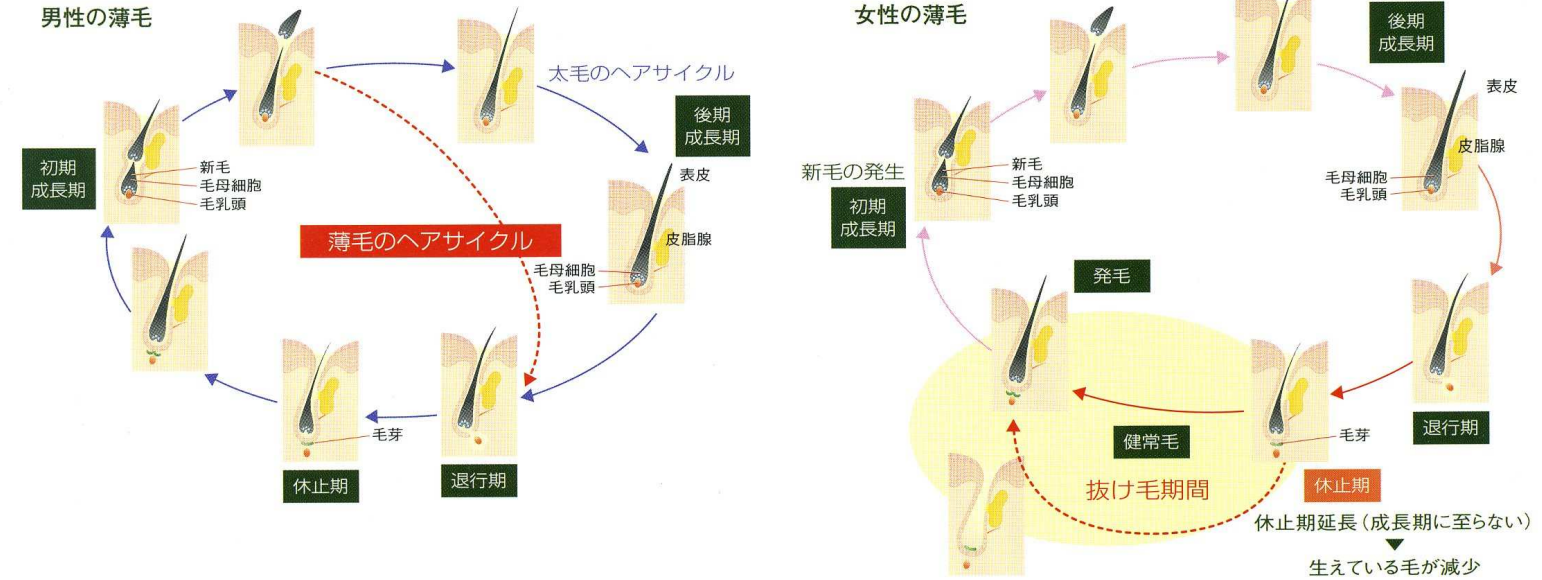 男性の薄毛
太毛のヘアサイクル
後期
成長期
初期
成長期
新毛
毛母細胞
毛乳頭
表皮
皮脂腺
毛母細胞
毛乳頭
薄毛のヘアサイクル
毛芽
休止期
退行期
女性の薄毛
後期
成長期
表皮
皮脂腺
毛母細胞
毛乳頭
新毛の発生
初期
成長期
新毛
毛母細胞
毛乳頭
発毛
健常毛
抜け毛期間
毛芽
退行期
休止期
休止期延長(成長期に至らない)
▼
生えている毛が減少